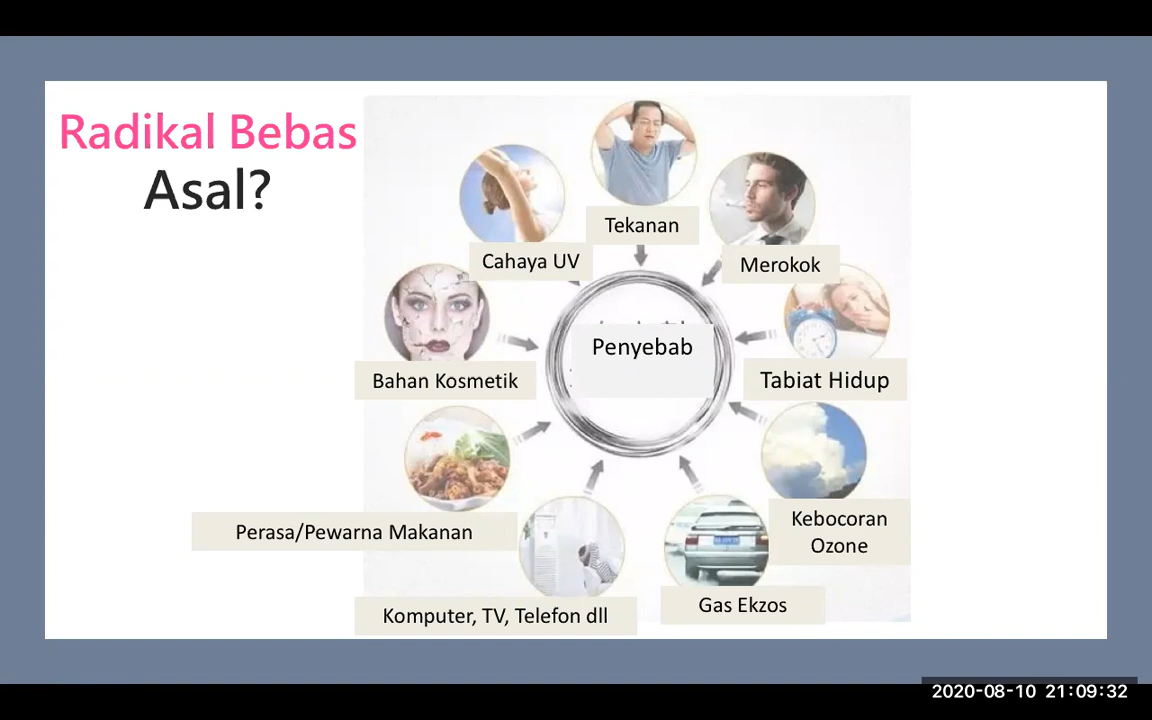 Radikal Bebas
Asal?
Tekanan
Cahaya UV
Merokok
Penyebab
Bahan Kosmetik
Tabiat Hidup
Perasa/Pewarna Makanan
Kebocoran
Ozone
Komputer, TV, Telefon dll
Gas Ekzos
2020-08-10 21:09:32